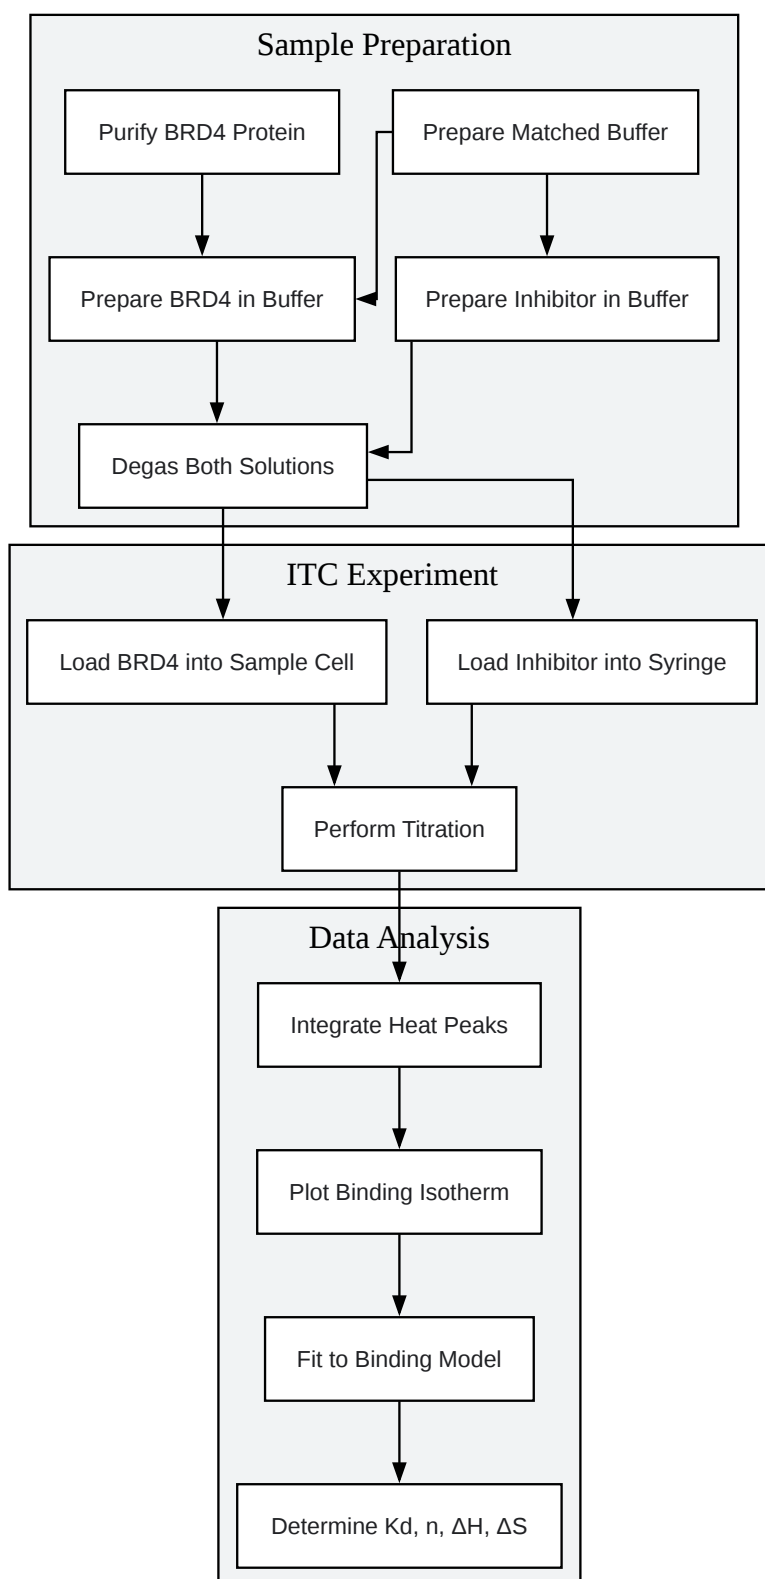 Sample Preparation
Purify BRD4 Protein
Prepare Matched Buffer
Prepare BRD4 in Buffer
Prepare Inhibitor in Buffer
Degas Both Solutions
ITC Experiment
Load BRD4 into Sample Cell
Load Inhibitor into Syringe
Perform Titration
Data Analysis
Integrate Heat Peaks
Plot Binding Isotherm
Fit to Binding Model
Determine Kd, n, ΔH, ΔS